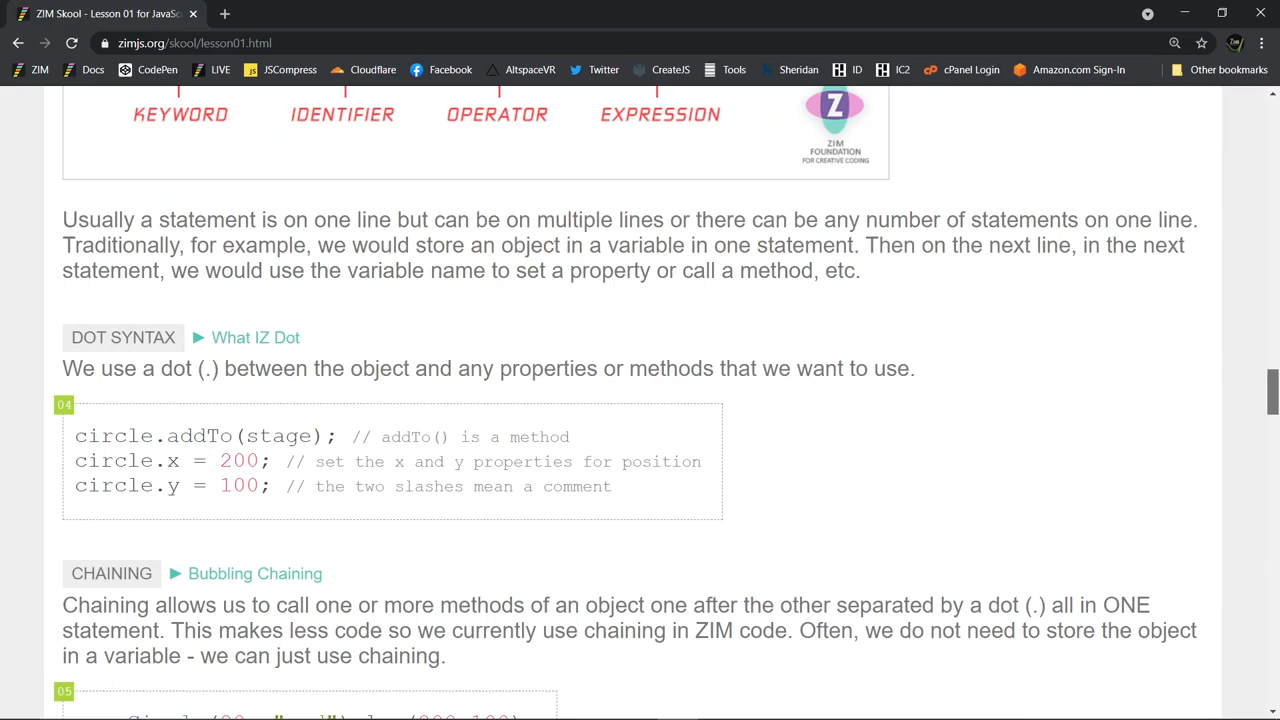 ZIM Skool - Lesson 01 for JavaSc
zimjs.org/skool/lesson01.html
ZIM Docs CodePen LIVE JSCompress Cloudflare Facebook AltspaceVR Twitter CreateJS Tools Sheridan ID IC2 cPanel Login Amazon.com Sign-In Other bookmarks
KEYWORD IDENTIFIER OPERATOR EXPRESSION
Z
ZIM
FOUNDATION
FOR CREATIVE CODING
Usually a statement is on one line but can be on multiple lines or there can be any number of statements on one line.
Traditionally, for example, we would store an object in a variable in one statement. Then on the next line, in the next
statement, we would use the variable name to set a property or call a method, etc.
DOT SYNTAX ► What IZ Dot
We use a dot (.) between the object and any properties or methods that we want to use.
04
circle.addTo(stage); // addTo() is a method
circle.x = 200; // set the x and y properties for position
circle.y = 100; // the two slashes mean a comment
CHAINING ► Bubbling Chaining
Chaining allows us to call one or more methods of an object one after the other separated by a dot (.) all in ONE
statement. This makes less code so we currently use chaining in ZIM code. Often, we do not need to store the object
in a variable - we can just use chaining.
05